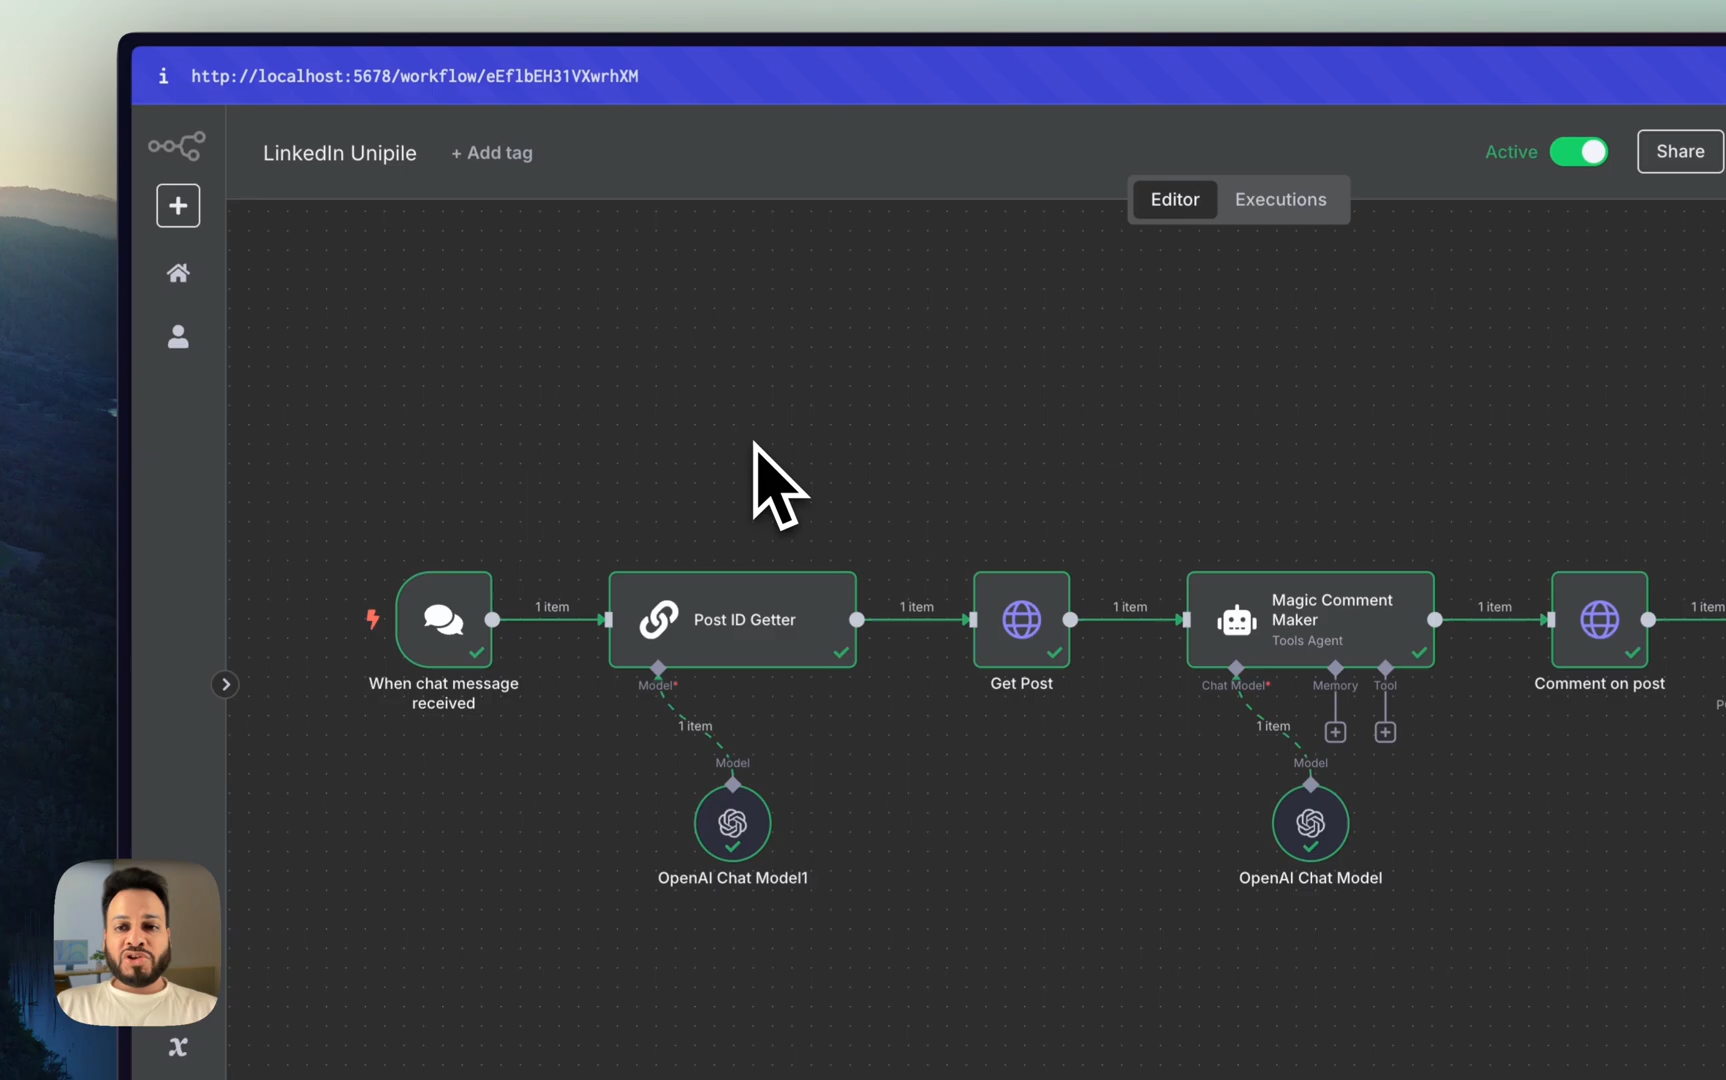 i http://localhost:5678/workflow/eEflbEH31VXwrhXM
LinkedIn Unipile + Add tag
Active
Share
Editor Executions
1 item
1 item
1 item
1 item
1 item
Post ID Getter
Magic Comment
Maker
Tools Agent
When chat message
received
Model*
Get Post
Chat Model*
Memory
Tool
Comment on post
1 item
1 item
Model
Model
OpenAI Chat Model1
OpenAI Chat Model
x